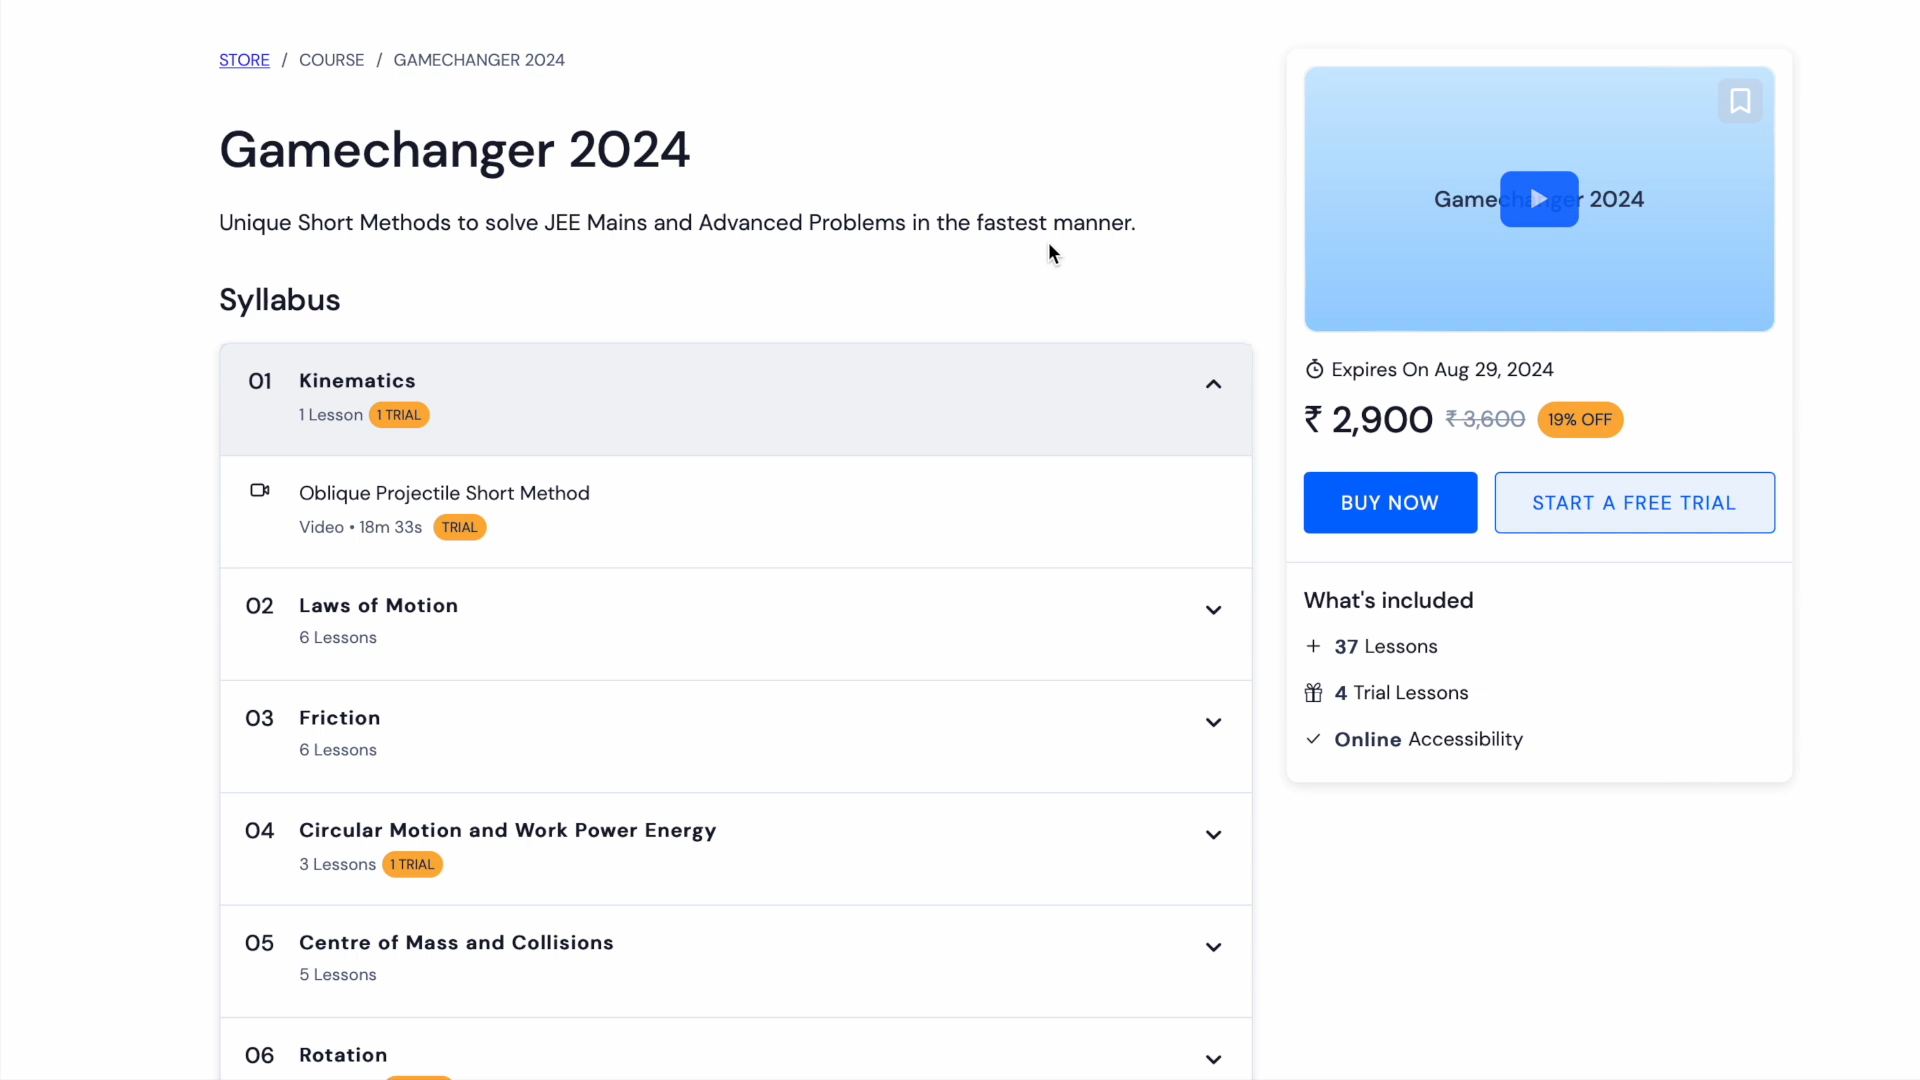 STORE / COURSE / GAMECHANGER 2024
Gamechanger 2024
Unique Short Methods to solve JEE Mains and Advanced Problems in the fastest manner.
Syllabus
01 Kinematics
1 Lesson 1 TRIAL
Oblique Projectile Short Method
Video • 18m 33s TRIAL
02 Laws of Motion
6 Lessons
03 Friction
6 Lessons
04 Circular Motion and Work Power Energy
3 Lessons 1 TRIAL
05 Centre of Mass and Collisions
5 Lessons
06 Rotation
Gamechanger 2024
Expires On Aug 29, 2024
₹ 2,900 ₹ 3,600 19% OFF
BUY NOW START A FREE TRIAL
What's included
+ 37 Lessons
4 Trial Lessons
Online Accessibility